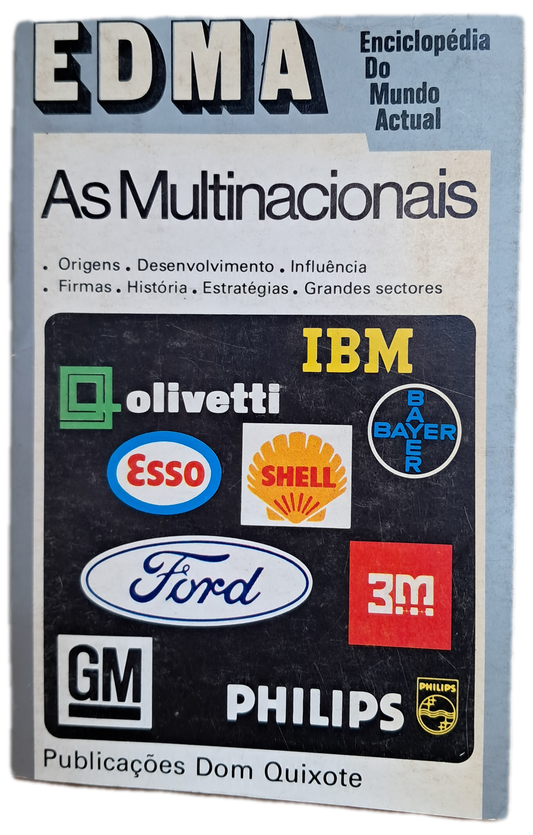 EDMA
Enciclopédia
Do
Mundo
Actual
As Multinacionais
. Origens . Desenvolvimento . Influência
. Firmas . História . Estratégias . Grandes sectores
IBM
olivetti
BAYER
BAYER
Esso
SHELL
Ford
3m
GM
PHILIPS
PHILIPS
Publicações Dom Quixote